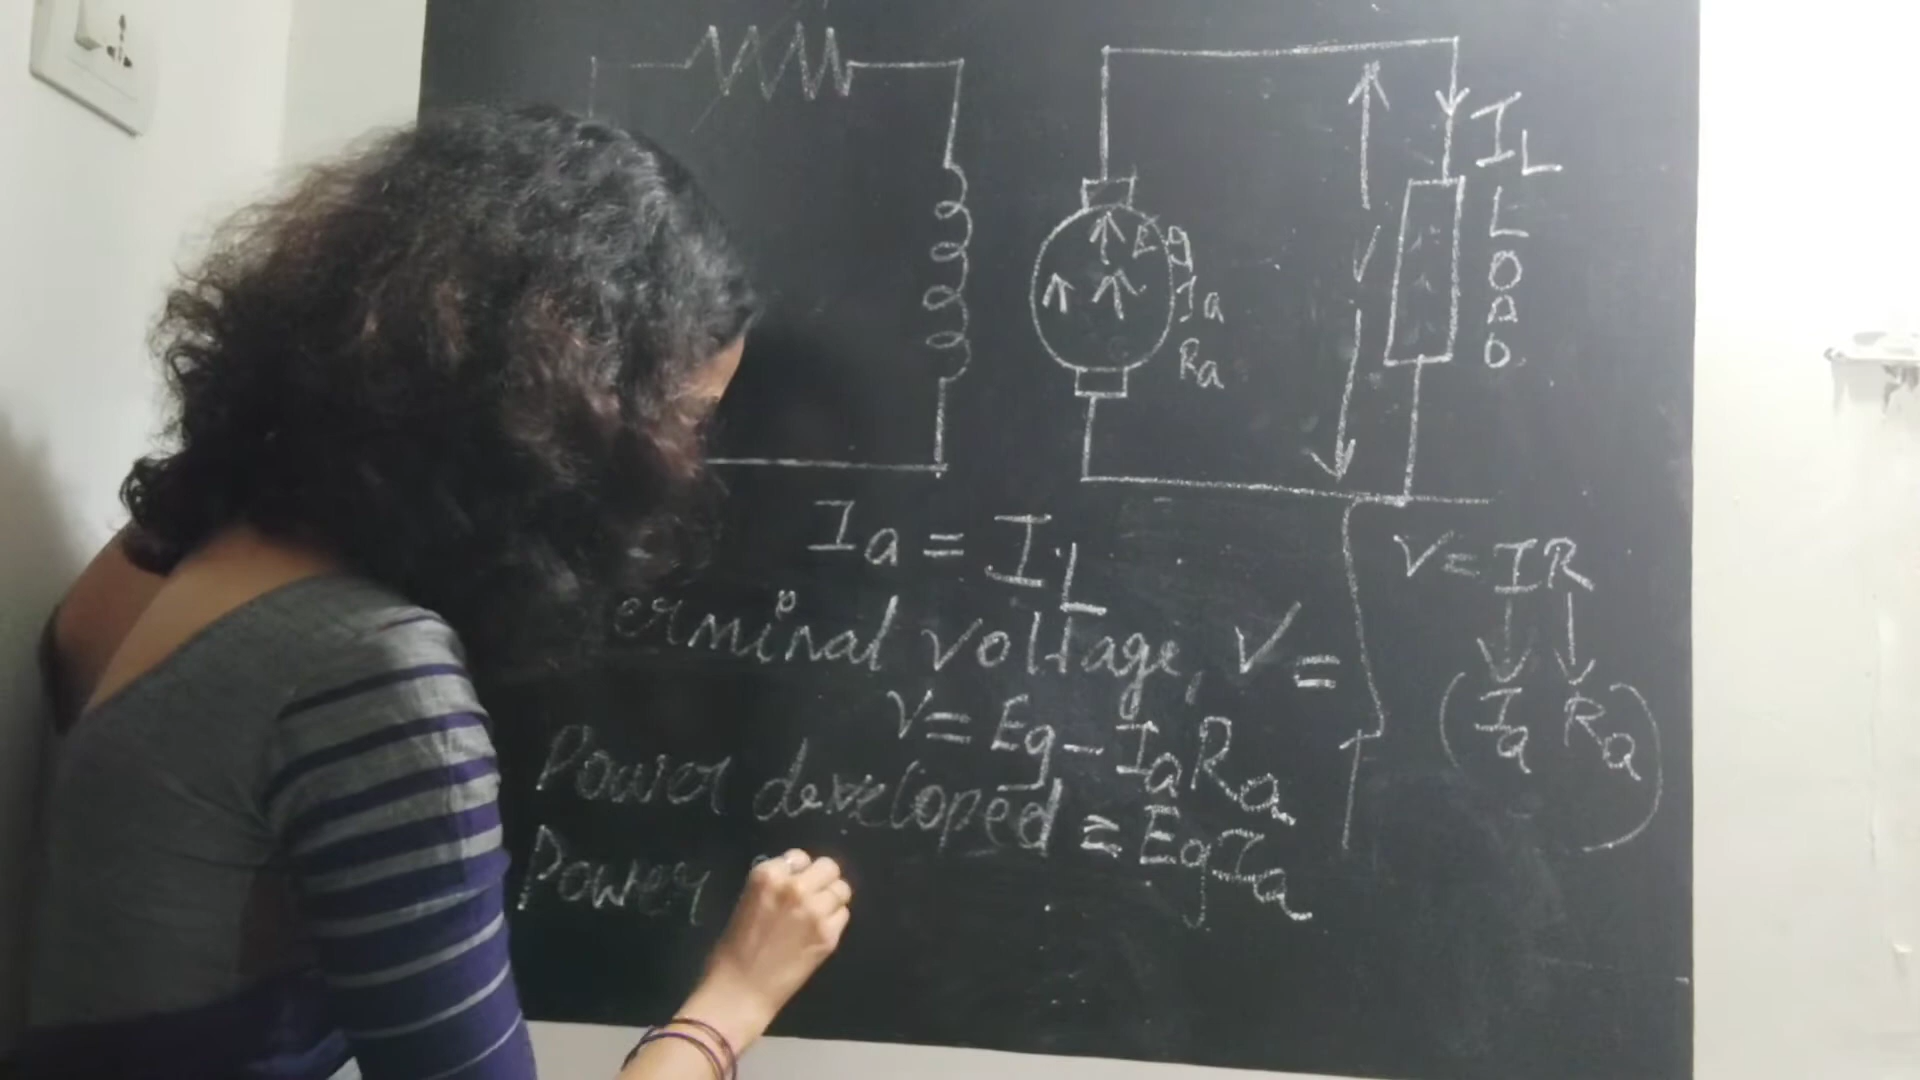 Eg
Ia
Ra
V
IL
LOAD
Ia = IL
erminal voltage, V =
V = Eg - IaRa
Power developed = EgIa
Power
V = IR
(Ia Ra)